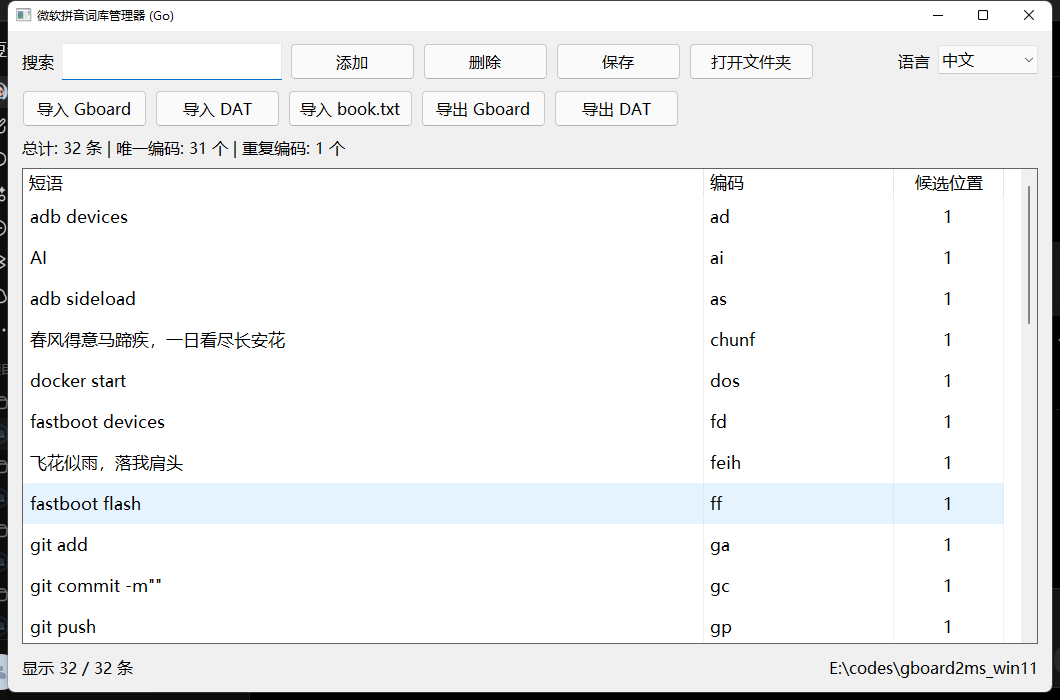 微软拼音词库管理器 (Go)
搜索 添加 删除 保存 打开文件夹 语言 中文
导入 Gboard 导入 DAT 导入 book.txt 导出 Gboard 导出 DAT
总计: 32 条 | 唯一编码: 31 个 | 重复编码: 1 个
短语 编码 候选位置
adb devices ad 1
AI ai 1
adb sideload as 1
春风得意马蹄疾，一日看尽长安花 chunf 1
docker start dos 1
fastboot devices fd 1
飞花似雨，落我肩头 feih 1
fastboot flash ff 1
git add ga 1
git commit -m"" gc 1
git push gp 1
显示 32 / 32 条 E:\codes\gboard2ms_win11